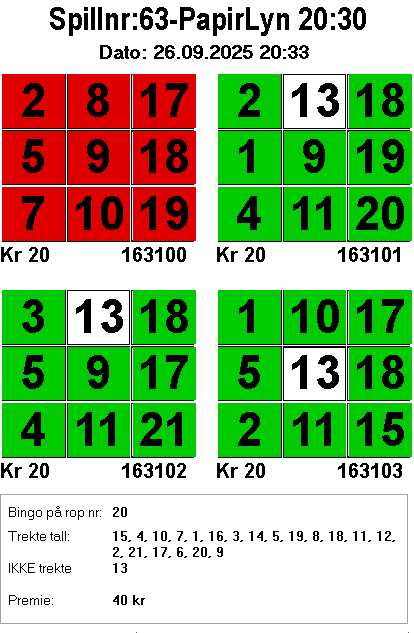 Spillnr:63-PapirLyn 20:30
Dato: 26.09.2025 20:33
2 8 17
5 9 18
7 10 19
Kr 20 163100
2 13 18
1 9 19
4 11 20
Kr 20 163101
3 13 18
5 9 17
4 11 21
Kr 20 163102
1 10 17
5 13 18
2 11 15
Kr 20 163103
Bingo på rop nr: 20
Trekte tall: 15, 4, 10, 7, 1, 16, 3, 14, 5, 19, 8, 18, 11, 12,
2, 21, 17, 6, 20, 9
IKKE trekte 13
Premie: 40 kr